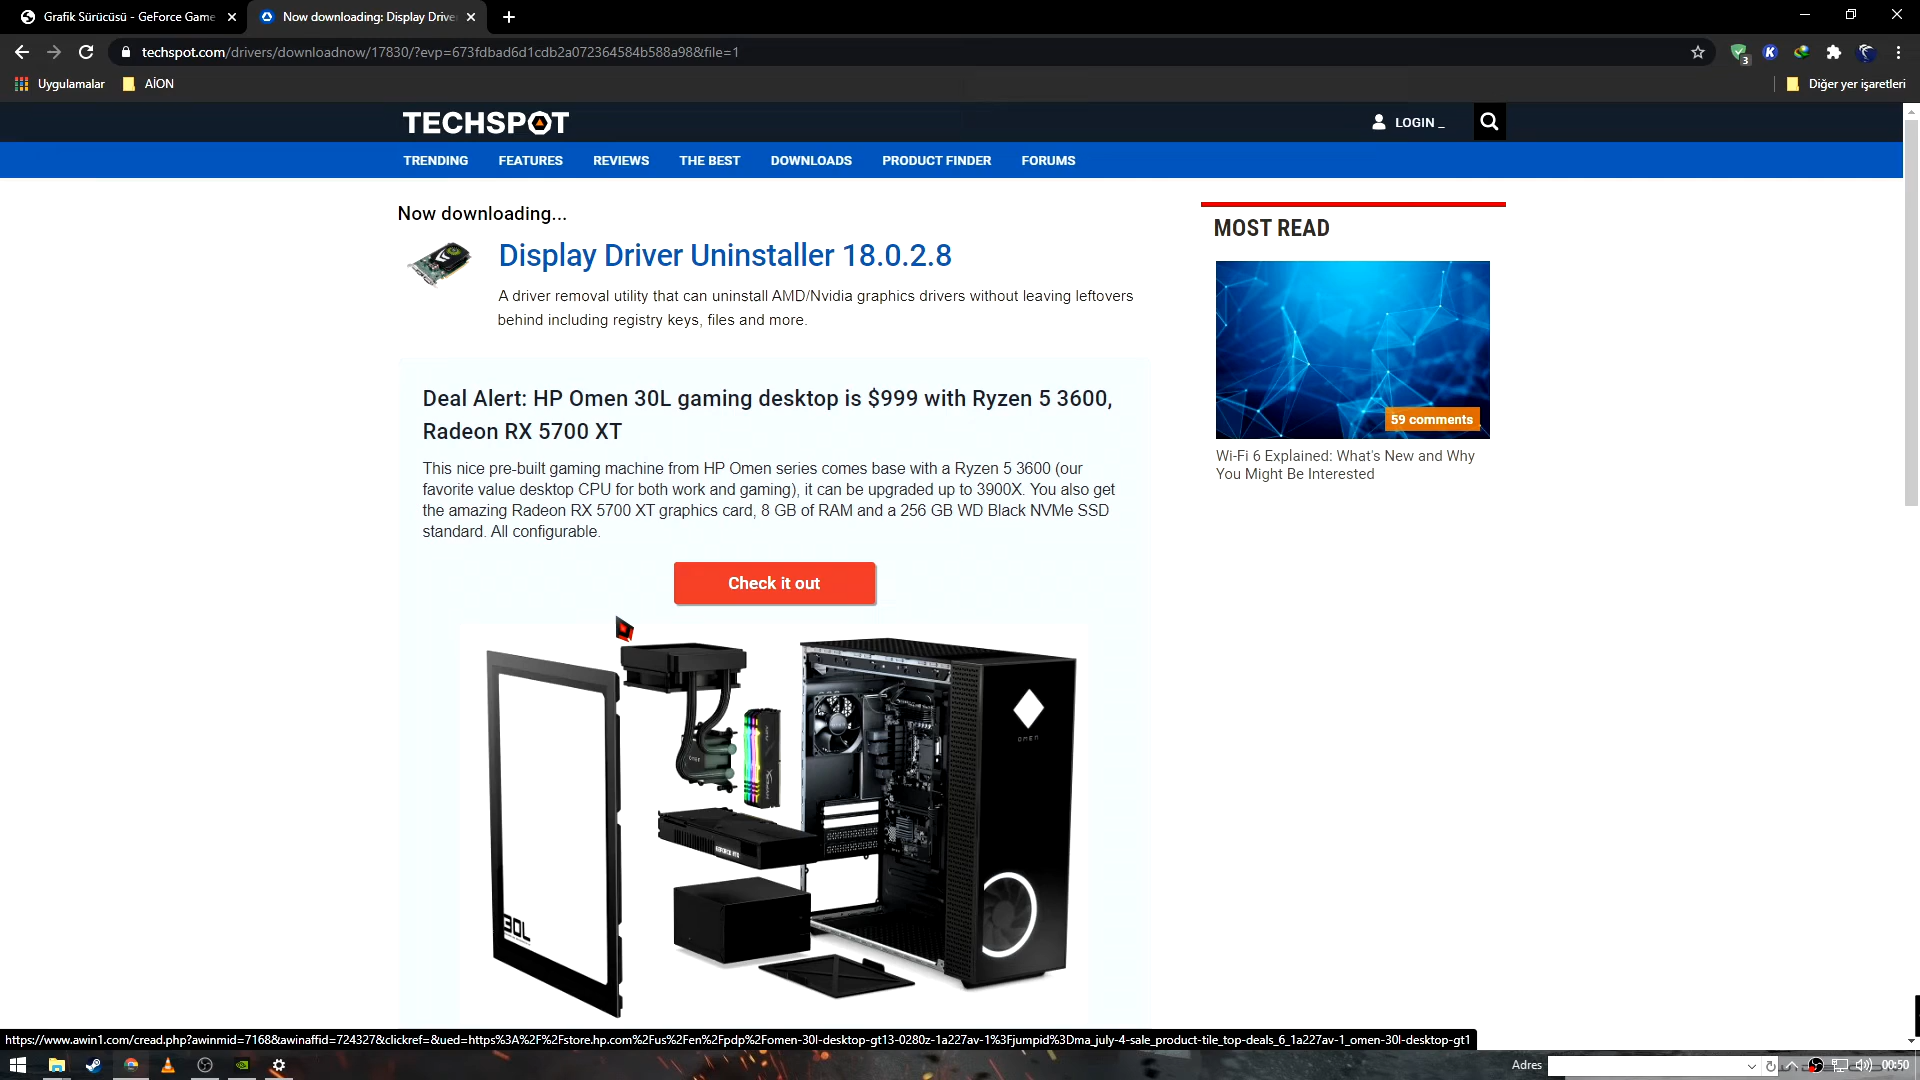 Grafik Sürücüsü - GeForce Game
Now downloading: Display Drive
techspot.com/drivers/downloadnow/17830/?evp=673fdbad6d1cdb2a072364584b588a98&file=1
3
Uygulamalar
AİON
Diğer yer işaretleri
TECHSPOT
LOGIN _
TRENDING
FEATURES
REVIEWS
THE BEST
DOWNLOADS
PRODUCT FINDER
FORUMS
Now downloading...
Display Driver Uninstaller 18.0.2.8
A driver removal utility that can uninstall AMD/Nvidia graphics drivers without leaving leftovers
behind including registry keys, files and more.
Deal Alert: HP Omen 30L gaming desktop is $999 with Ryzen 5 3600,
Radeon RX 5700 XT
This nice pre-built gaming machine from HP Omen series comes base with a Ryzen 5 3600 (our
favorite value desktop CPU for both work and gaming), it can be upgraded up to 3900X. You also get
the amazing Radeon RX 5700 XT graphics card, 8 GB of RAM and a 256 GB WD Black NVMe SSD
standard. All configurable.
Check it out
OMEN
GEFORCE RTX
30L
MOST READ
59 comments
Wi-Fi 6 Explained: What's New and Why
You Might Be Interested
https://www.awin1.com/cread.php?awinmid=7168&awinaffid=724327&clickref=&ued=https%3A%2F%2Fstore.hp.com%2Fus%2Fen%2Fpdp%2Fomen-30l-desktop-gt13-0280z-1a227av-1%3Fjumpid%3Dma_july-4-sale_product-tile_top-deals_6_1a227av-1_omen-30l-desktop-gt1
Adres
00:50